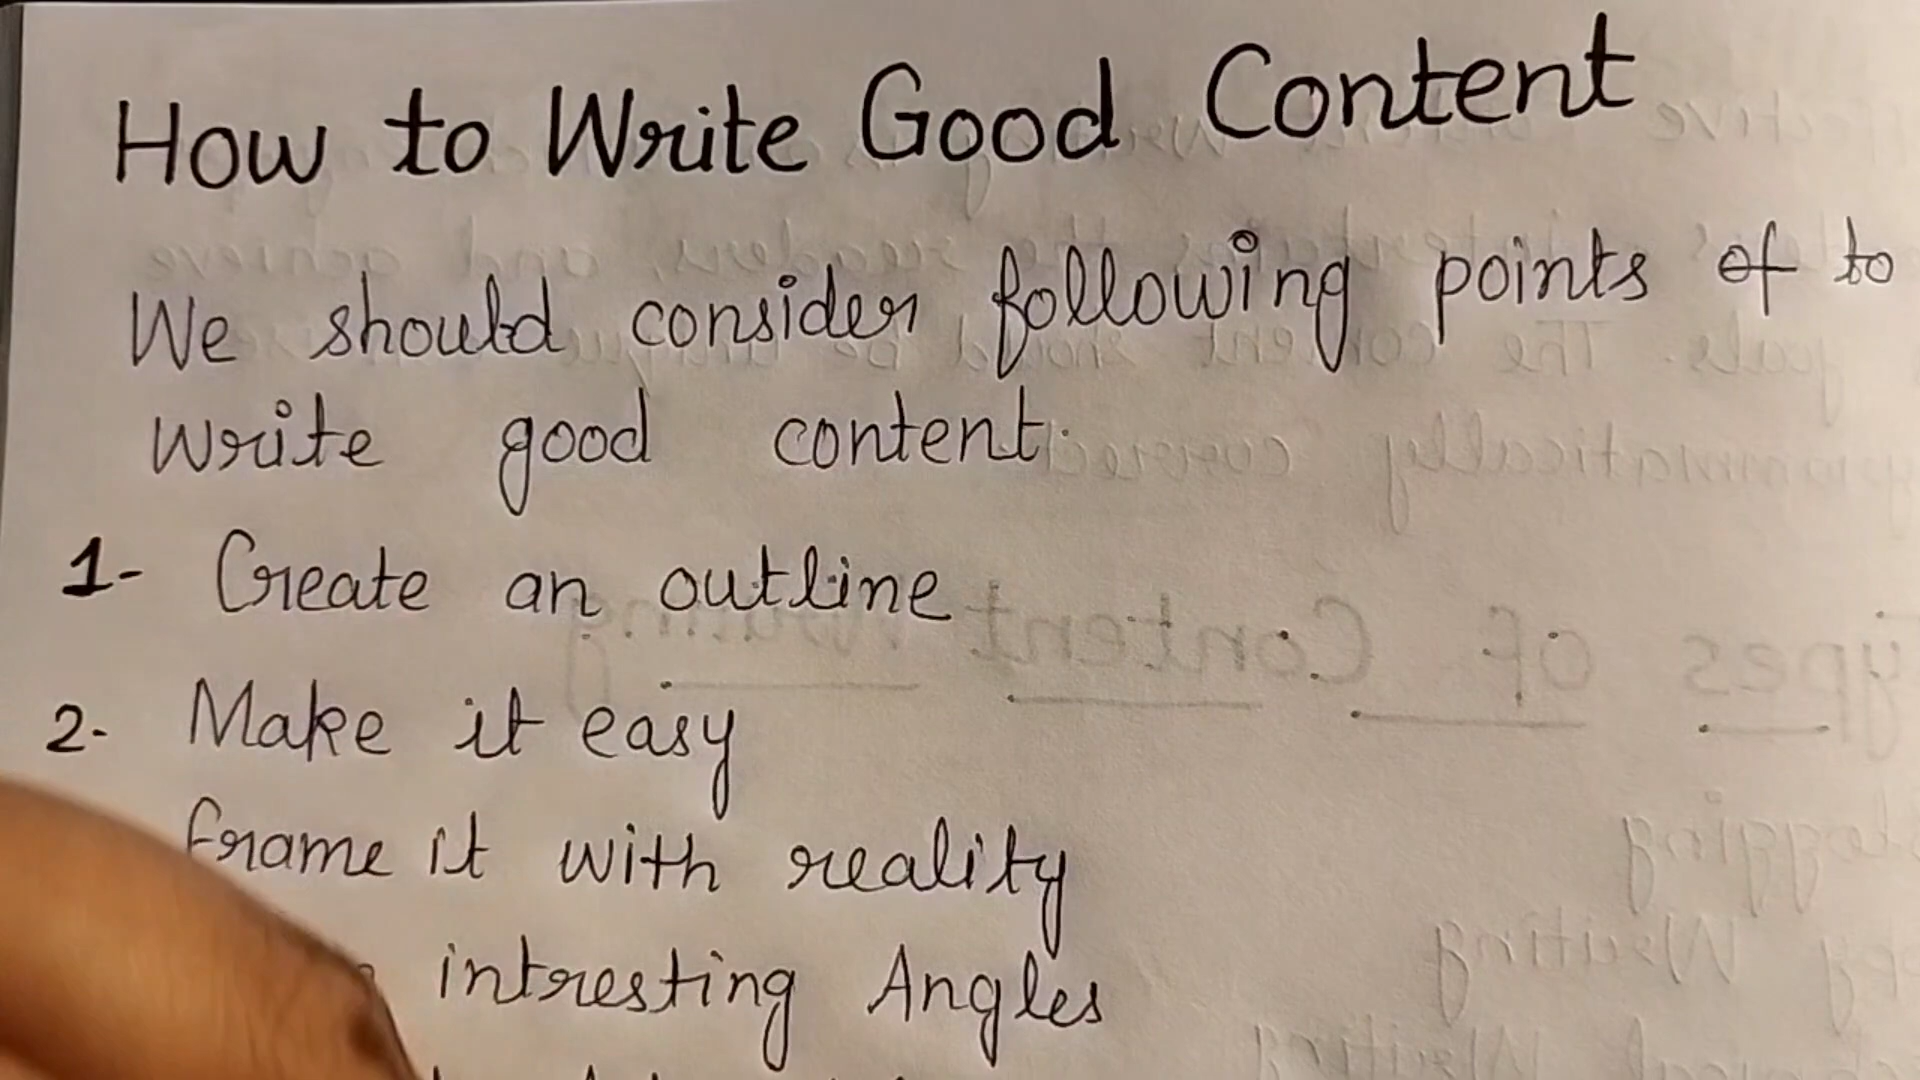 How to Write Good Content
We should consider following points of to
write good content.
1- Create an outline
2- Make it easy
frame it with reality
intresting Angles